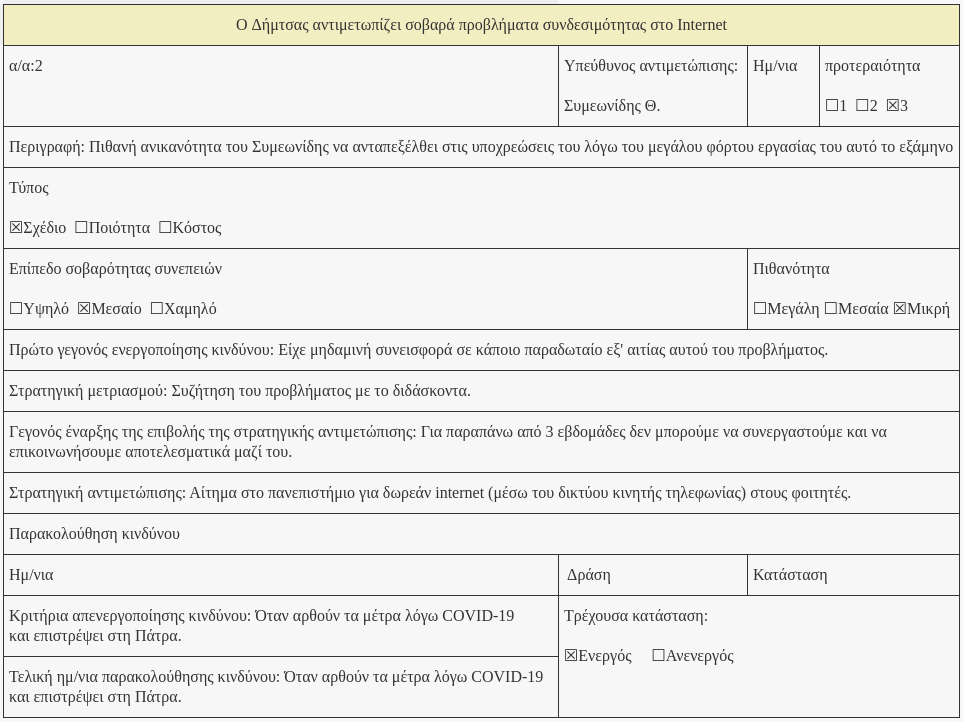 Ο Δήμτσας αντιμετωπίζει σοβαρά προβλήματα συνδεσιμότητας στο Internet
α/α:2
Υπεύθυνος αντιμετώπισης:
Συμεωνίδης Θ.
Ημ/νια
προτεραιότητα
☐1 ☐2 ☒3
Περιγραφή: Πιθανή ανικανότητα του Συμεωνίδης να ανταπεξέλθει στις υποχρεώσεις του λόγω του μεγάλου φόρτου εργασίας του αυτό το εξάμηνο
Τύπος
☒Σχέδιο ☐Ποιότητα ☐Κόστος
Επίπεδο σοβαρότητας συνεπειών
☐Υψηλό ☒Μεσαίο ☐Χαμηλό
Πιθανότητα
☐Μεγάλη ☐Μεσαία ☒Μικρή
Πρώτο γεγονός ενεργοποίησης κινδύνου: Είχε μηδαμινή συνεισφορά σε κάποιο παραδωταίο εξ' αιτίας αυτού του προβλήματος.
Στρατηγική μετριασμού: Συζήτηση του προβλήματος με το διδάσκοντα.
Γεγονός έναρξης της επιβολής της στρατηγικής αντιμετώπισης: Για παραπάνω από 3 εβδομάδες δεν μπορούμε να συνεργαστούμε και να
επικοινωνήσουμε αποτελεσματικά μαζί του.
Στρατηγική αντιμετώπισης: Αίτημα στο πανεπιστήμιο για δωρεάν internet (μέσω του δικτύου κινητής τηλεφωνίας) στους φοιτητές.
Παρακολούθηση κινδύνου
Ημ/νια
Δράση
Κατάσταση
Κριτήρια απενεργοποίησης κινδύνου: Όταν αρθούν τα μέτρα λόγω COVID-19
και επιστρέψει στη Πάτρα.
Τρέχουσα κατάσταση:
☒Ενεργός ☐Ανενεργός
Τελική ημ/νια παρακολούθησης κινδύνου: Όταν αρθούν τα μέτρα λόγω COVID-19
και επιστρέψει στη Πάτρα.